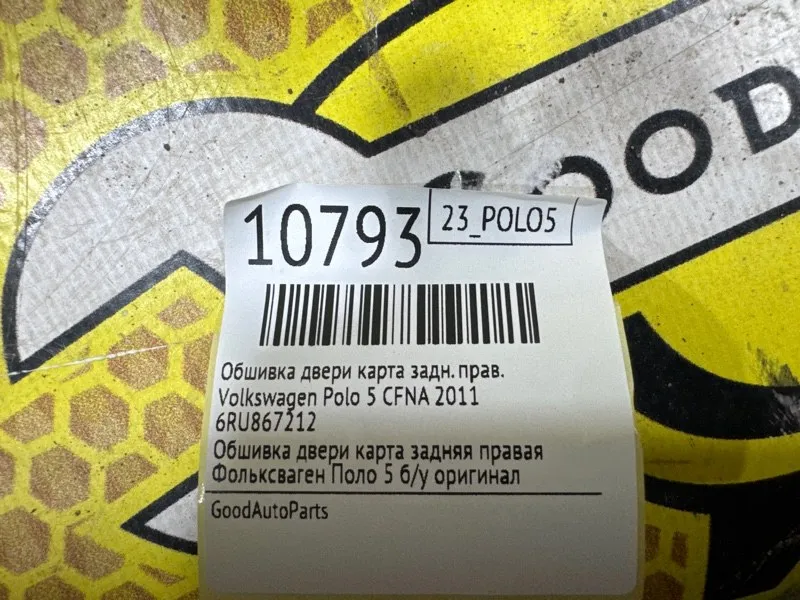 GOOD
10793
23_POLO5
Обшивка двери карта задн. прав.
Volkswagen Polo 5 CFNA 2011
6RU867212
Обшивка двери карта задняя правая
Фольксваген Поло 5 б/у оригинал
GoodAutoParts